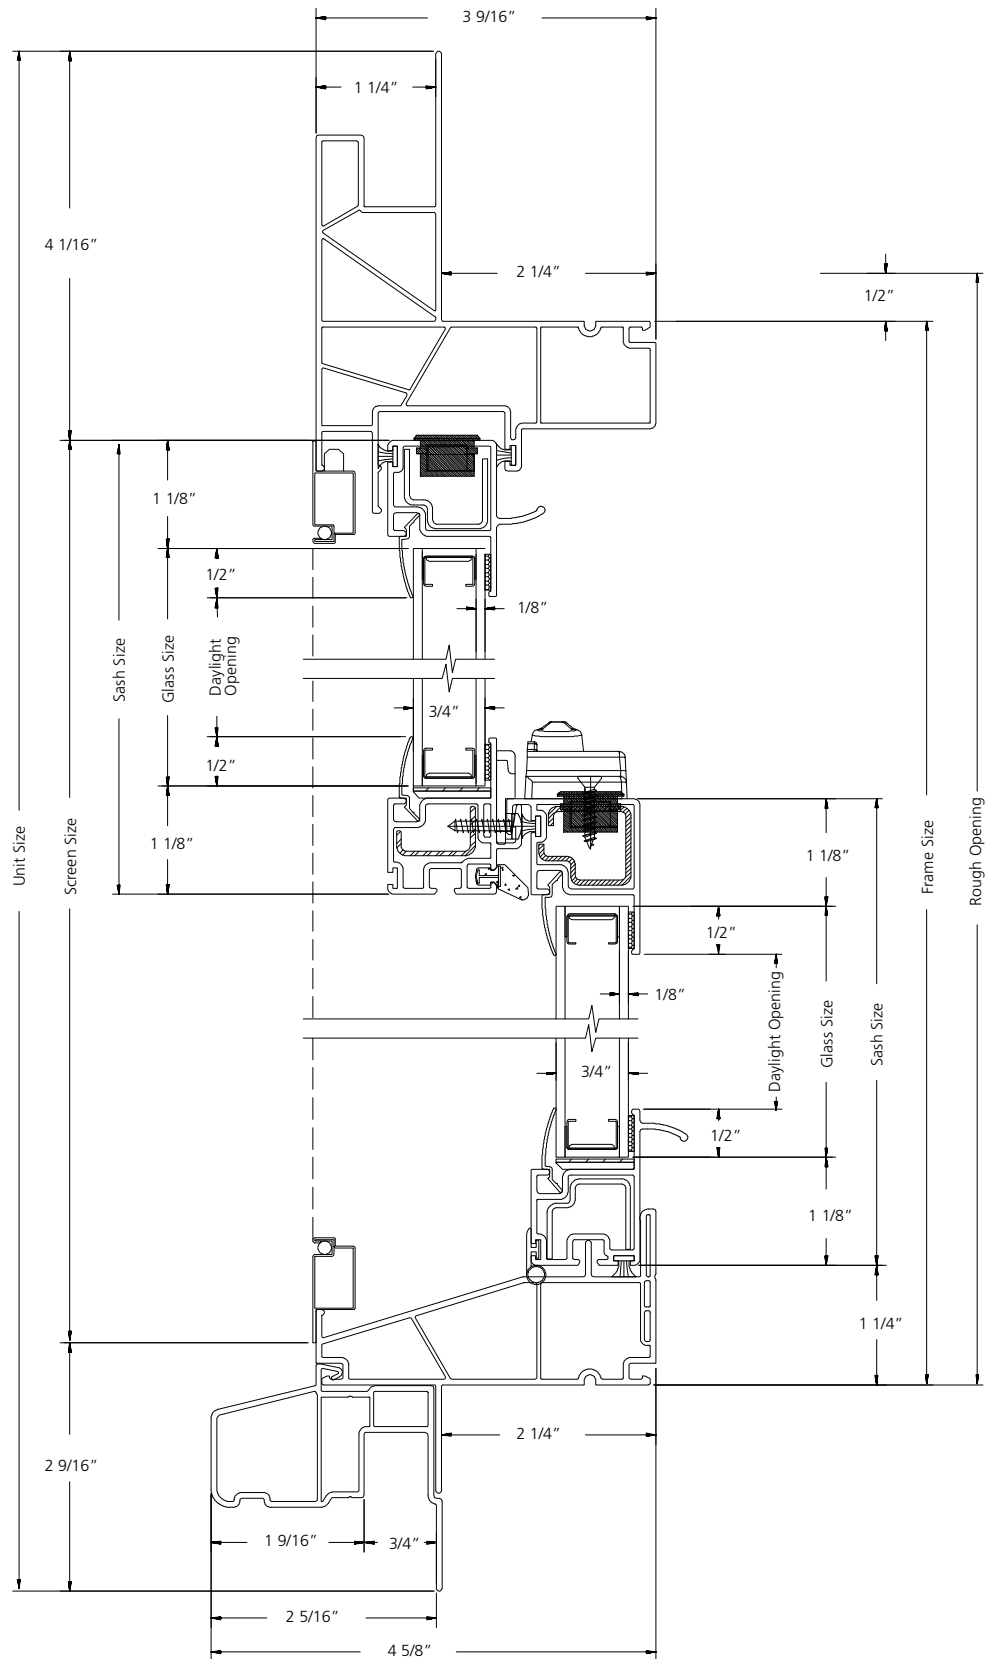 3 9/16”
1 1/4”
4 1/16”
2 1/4”
1/2”
1 1/8”
1/2”
1/8”
Sash Size
Glass Size
Daylight
Opening
3/4”
1/2”
Unit Size
Screen Size
1 1/8”
1 1/8”
Frame Size
Rough Opening
1/2”
1/8”
Daylight Opening
Glass Size
Sash Size
3/4”
1/2”
1 1/8”
1 1/4”
2 1/4”
2 9/16”
1 9/16”
3/4”
2 5/16”
4 5/8”